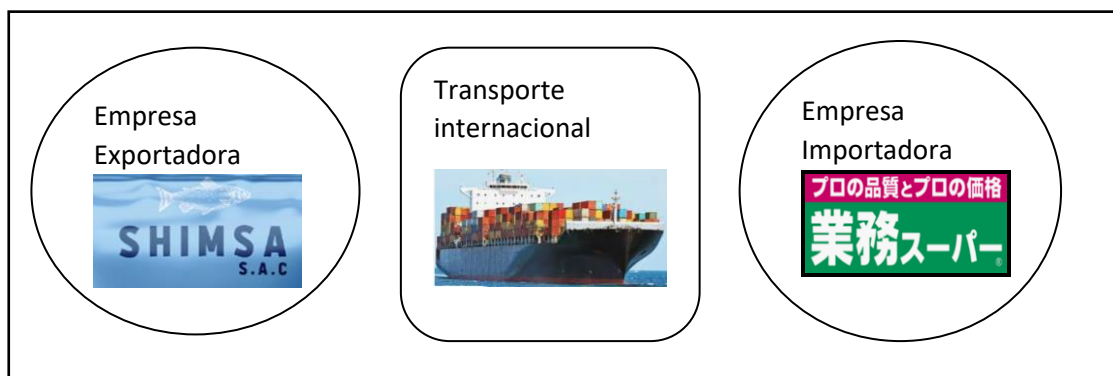 Empresa
Exportadora
SHIMSA
S.A.C
Transporte
internacional
Empresa
Importadora
プロの品質とプロの価格
業務スーパー®